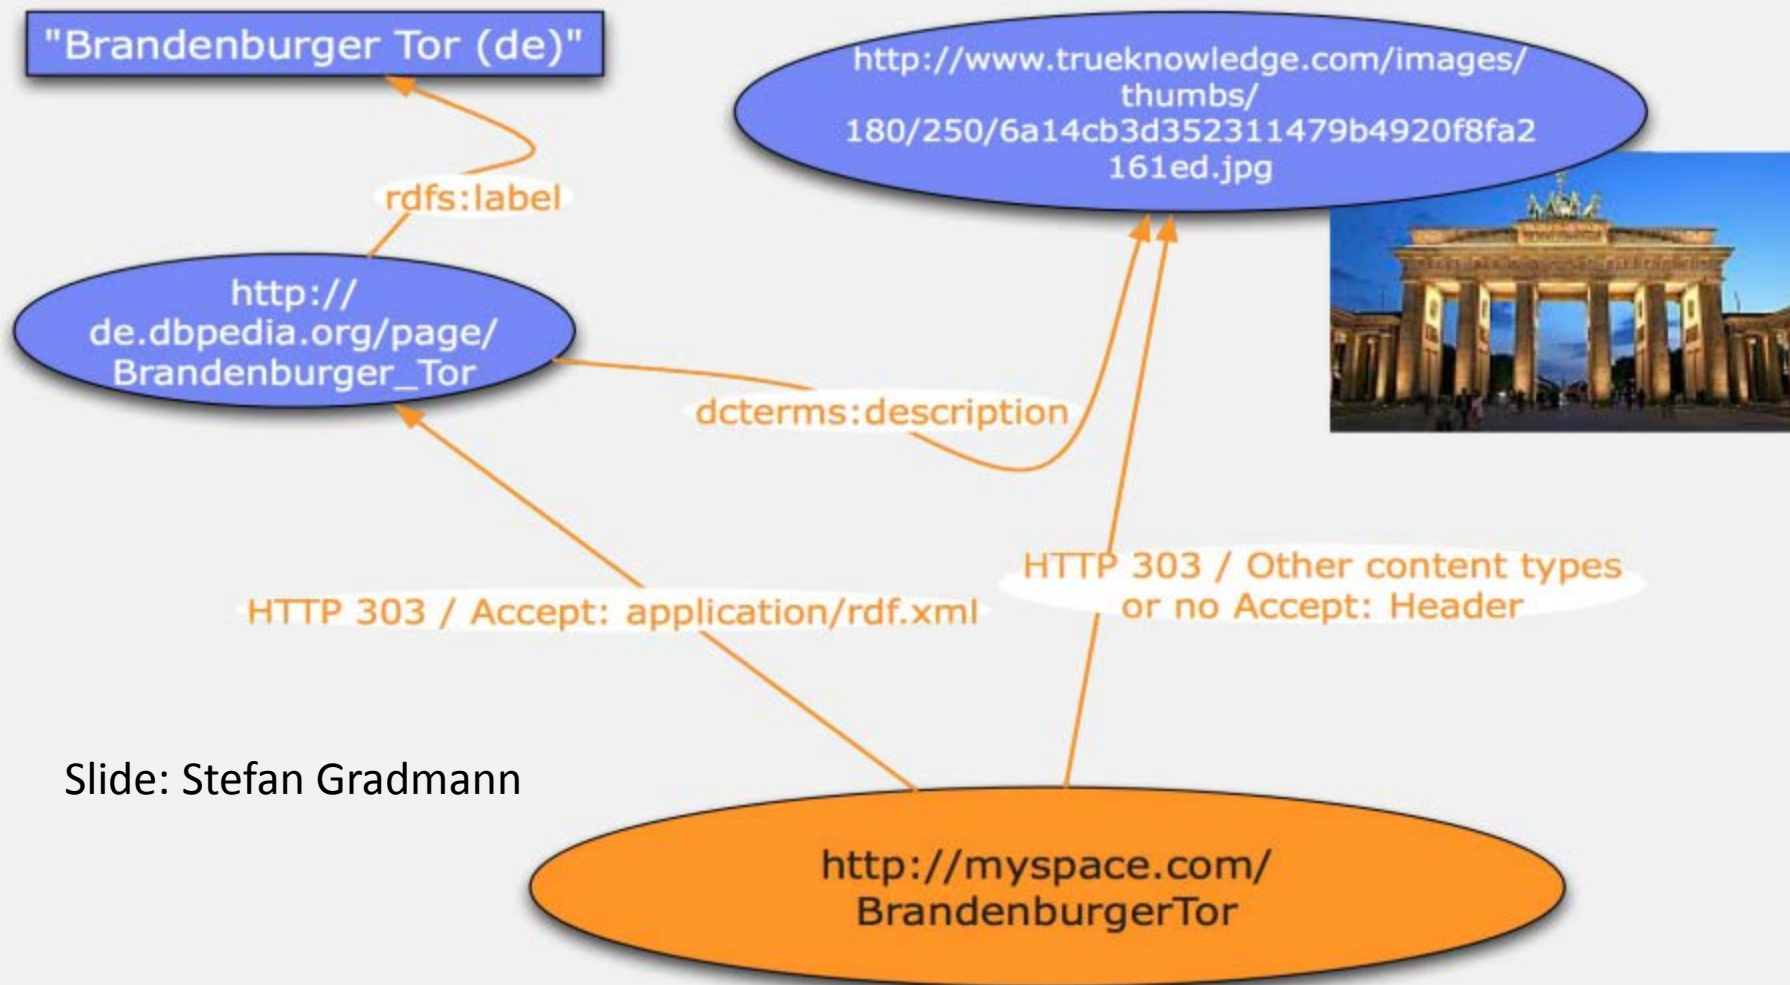 "Brandenburger Tor (de)"
http://www.trueknowledge.com/images/
thumbs/
180/250/6a14cb3d352311479b4920f8fa2
161ed.jpg
rdfs:label
http://
de.dbpedia.org/page/
Brandenburger_Tor
dcterms:description
HTTP 303 / Accept: application/rdf.xml
HTTP 303 / Other content types
or no Accept: Header
Slide: Stefan Gradmann
http://myspace.com/
BrandenburgerTor